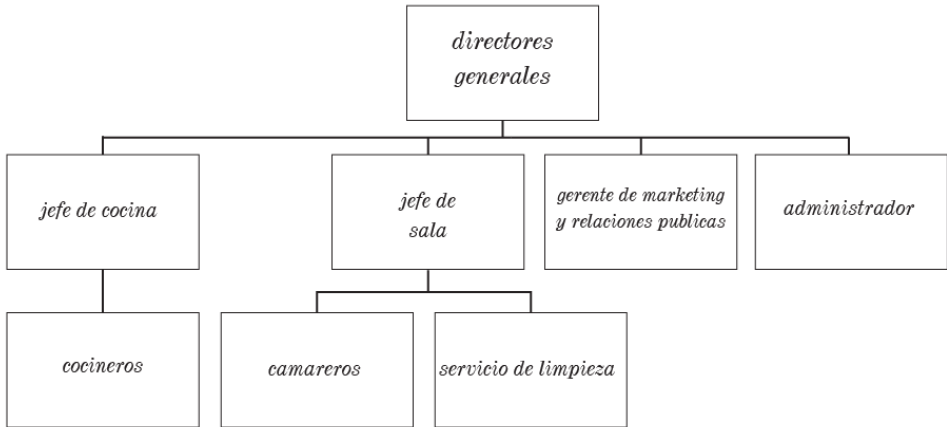 directores
generales
jefe de cocina
jefe de
sala
gerente de marketing
y relaciones publicas
administrador
cocineros
camareros
servicio de limpieza